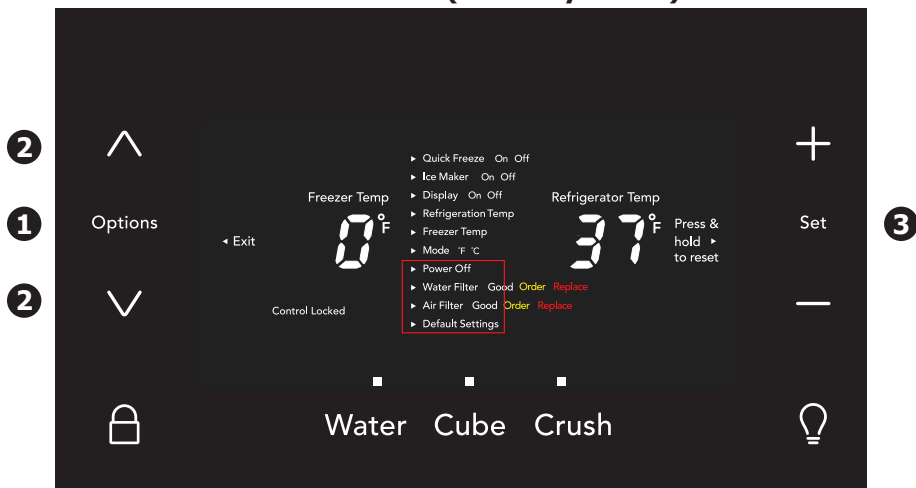 2
1
2
Options
◂ Exit
Freezer Temp
0°F
Control Locked
▸ Quick Freeze On Off
▸ Ice Maker On Off
▸ Display On Off
▸ Refrigeration Temp
▸ Freezer Temp
▸ Mode °F °C
▸ Power Off
▸ Water Filter Good Order Replace
▸ Air Filter Good Order Replace
▸ Default Settings
Refrigerator Temp
37°F
Press &
hold ▸
to reset
+
Set
3
–
Water Cube Crush